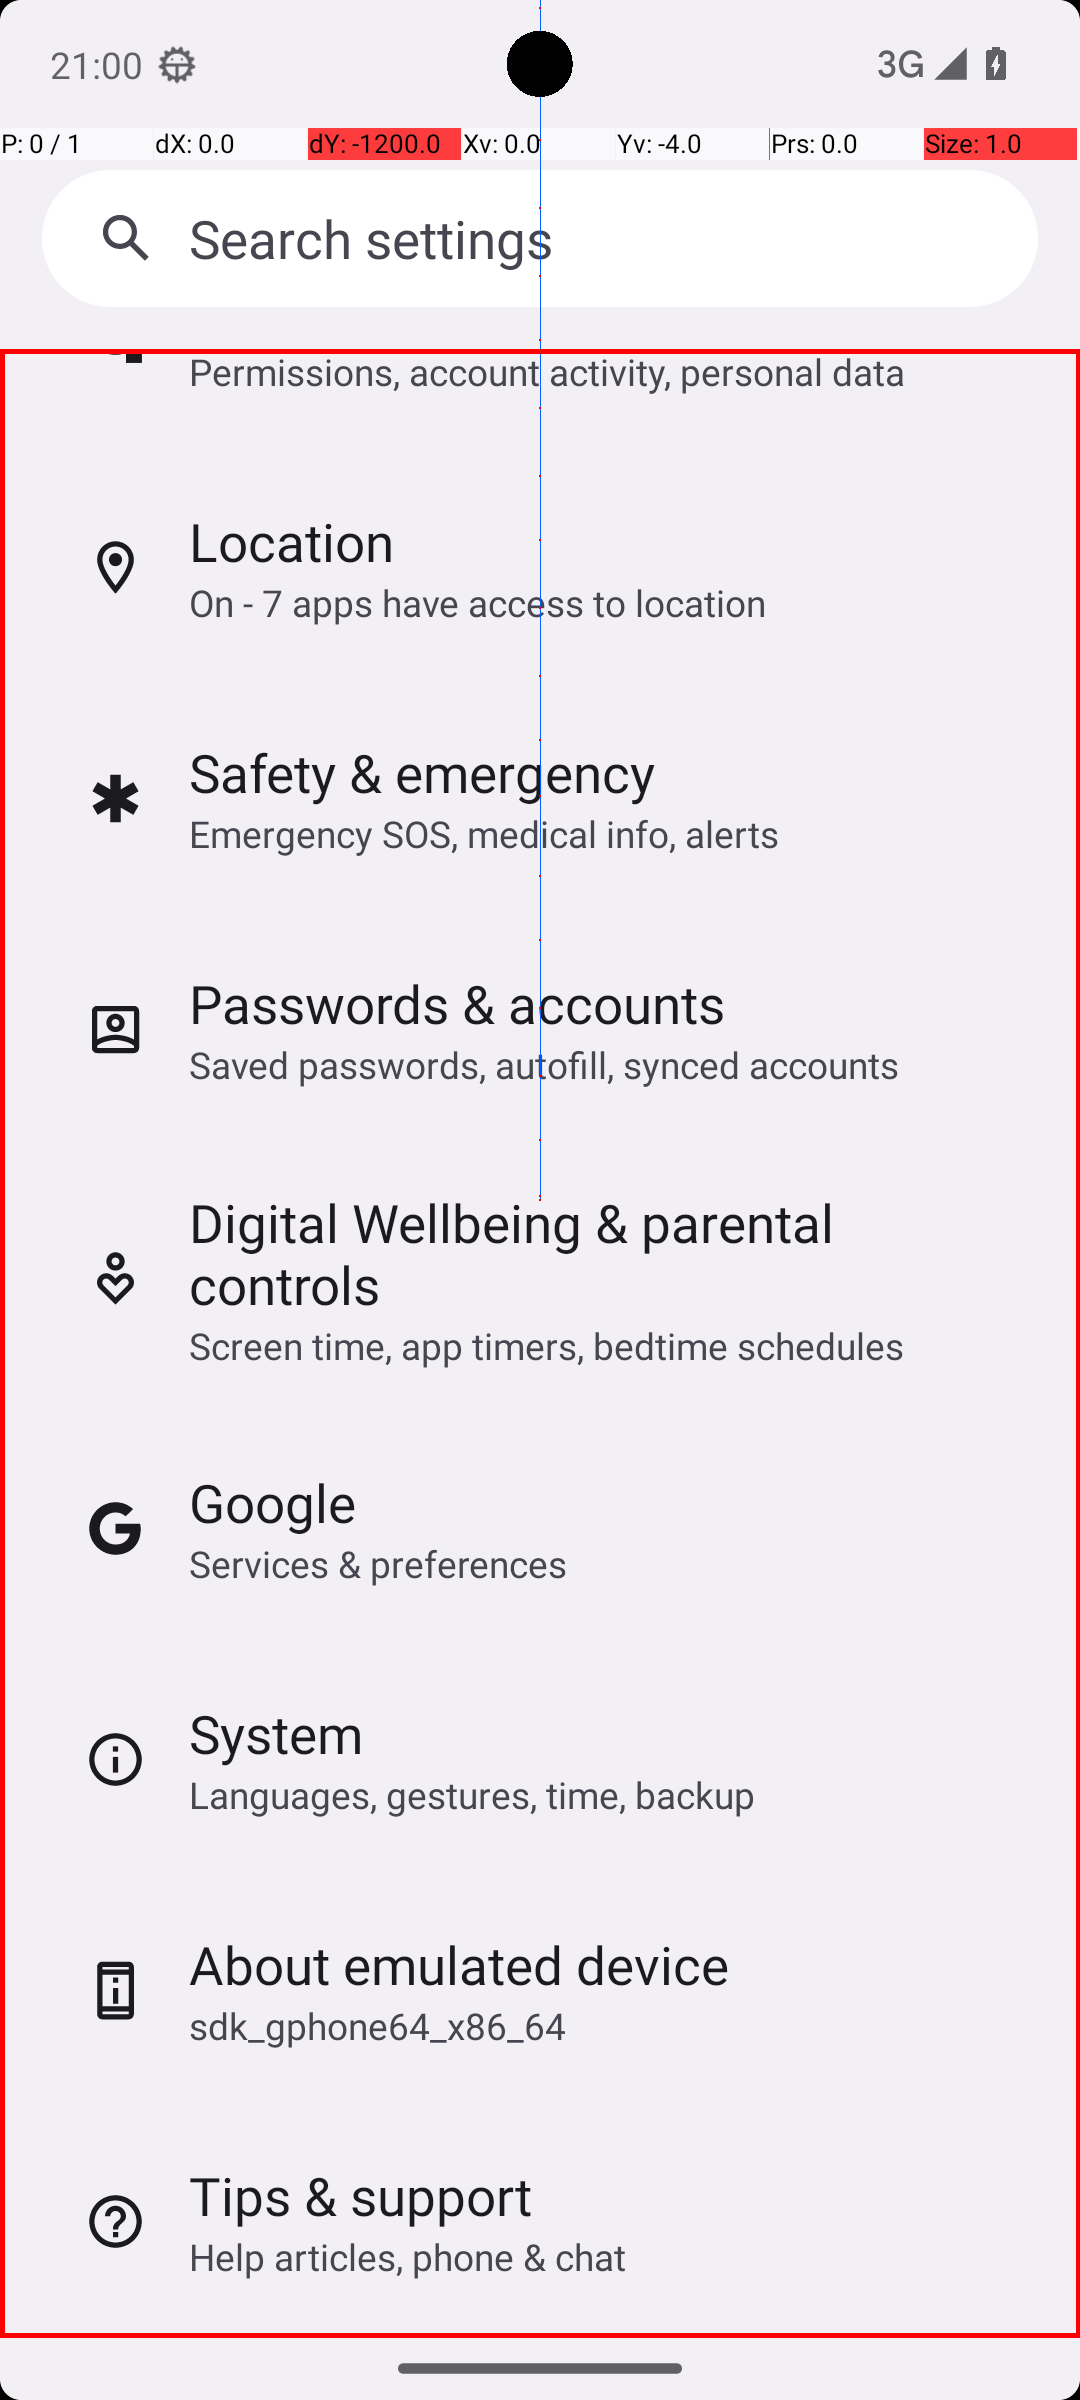 21:00
3G
P: 0 / 1 dX: 0.0 dY: -1200.0 Xv: 0.0 Yv: -4.0 Prs: 0.0 Size: 1.0
Search settings
Permissions, account activity, personal data
Location
On - 7 apps have access to location
Safety & emergency
Emergency SOS, medical info, alerts
Passwords & accounts
Saved passwords, autofill, synced accounts
Digital Wellbeing & parental
controls
Screen time, app timers, bedtime schedules
Google
Services & preferences
System
Languages, gestures, time, backup
About emulated device
sdk_gphone64_x86_64
Tips & support
Help articles, phone & chat